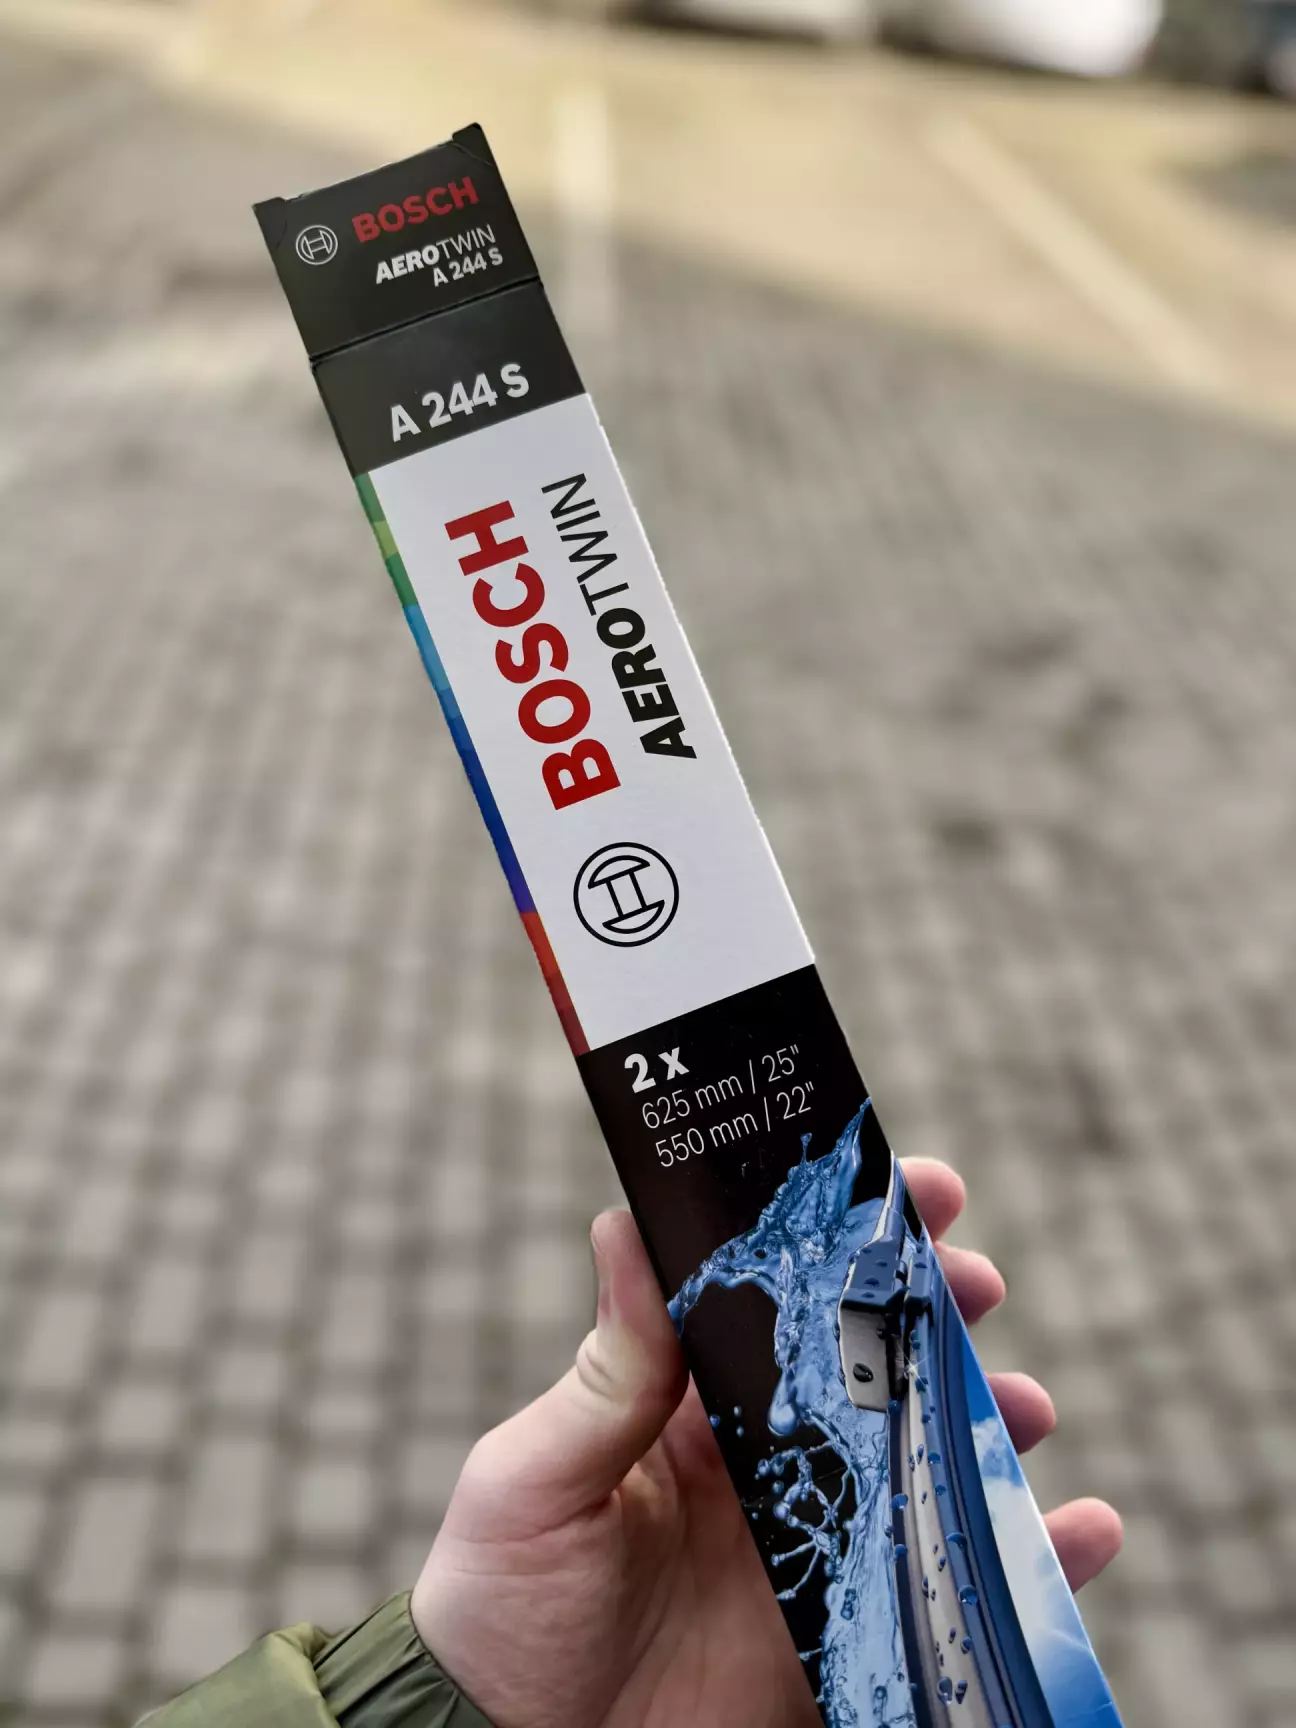 BOSCH
AEROTWIN
A 244 S
A 244 S
BOSCH
AEROTWIN
2 x
625 mm / 25"
550 mm / 22"